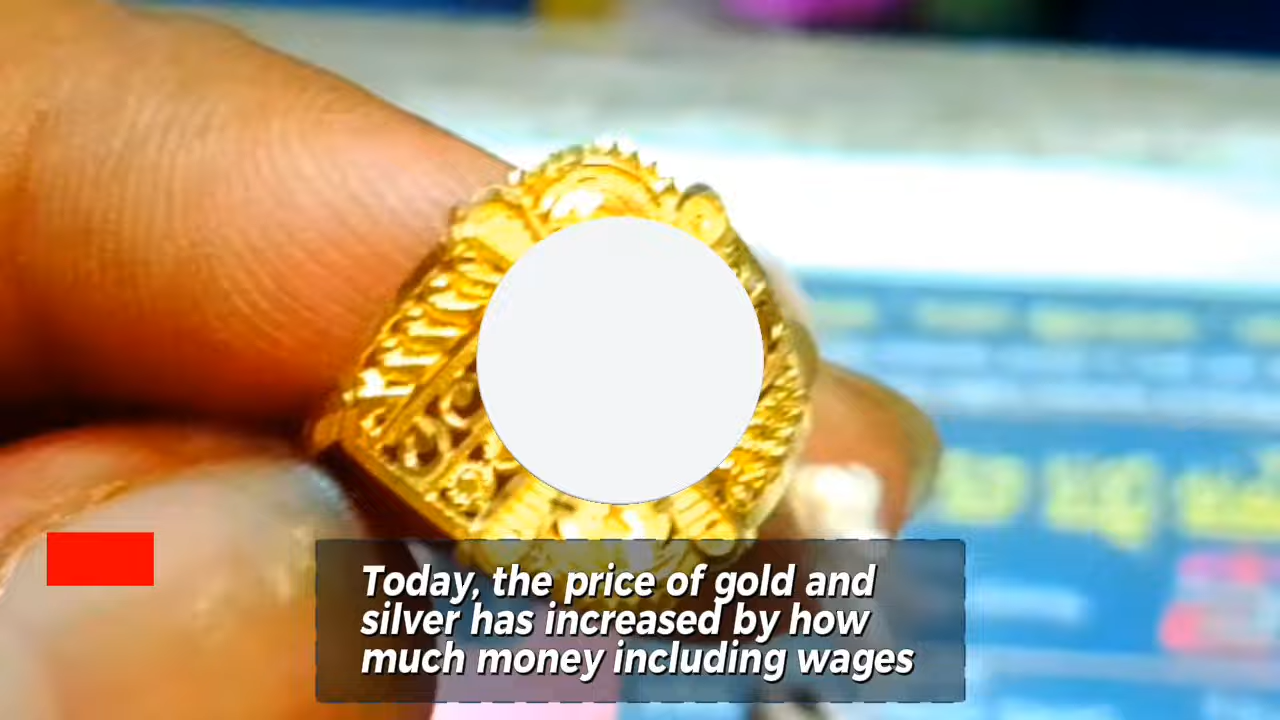 Today, the price of gold and
silver has increased by how
much money including wages